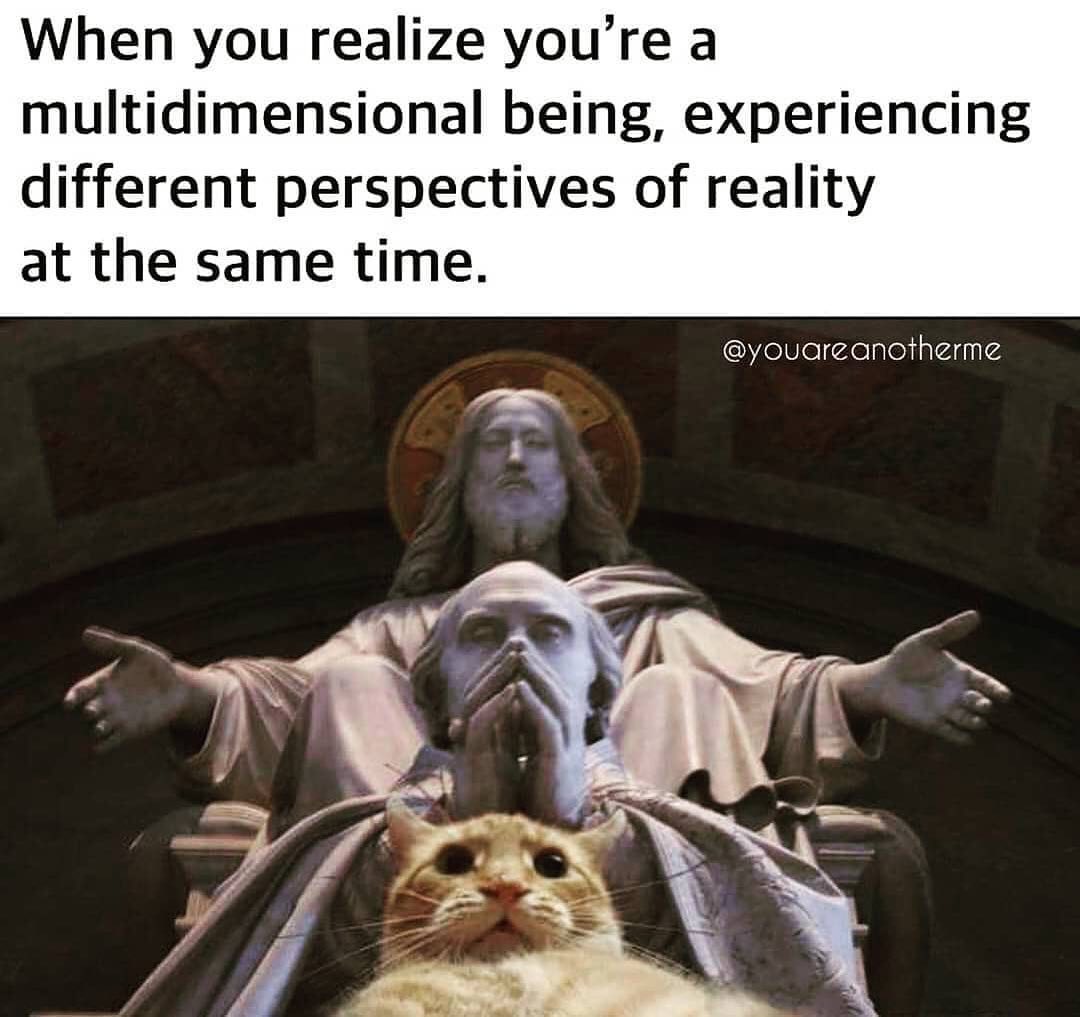 When you realize you’re a
multidimensional being, experiencing
different perspectives of reality
at the same time.
@youareanotherme